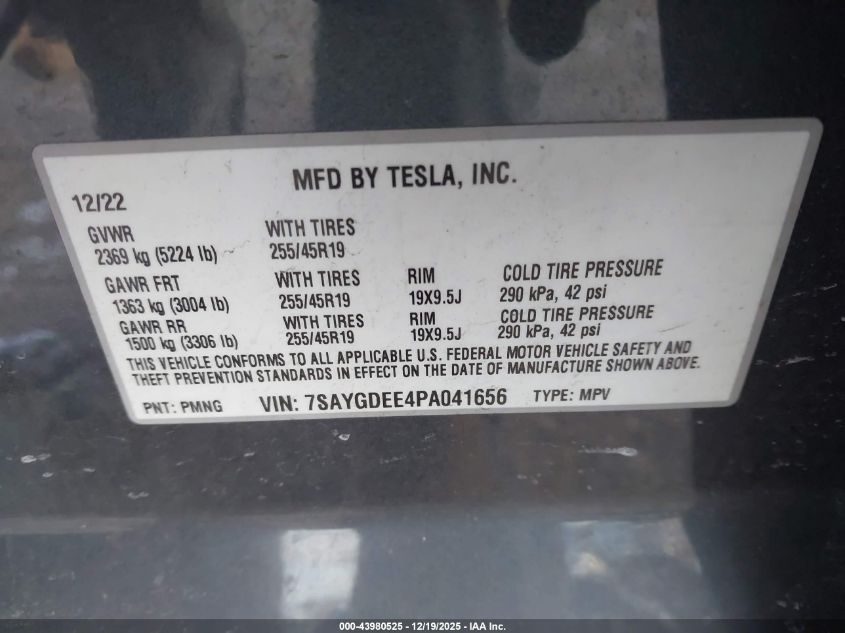 MFD BY TESLA, INC.
12/22
GVWR WITH TIRES
2369 kg (5224 lb) 255/45R19
GAWR FRT WITH TIRES RIM COLD TIRE PRESSURE
1363 kg (3004 lb) 255/45R19 19X9.5J 290 kPa, 42 psi
GAWR RR WITH TIRES RIM COLD TIRE PRESSURE
1500 kg (3306 lb) 255/45R19 19X9.5J 290 kPa, 42 psi
THIS VEHICLE CONFORMS TO ALL APPLICABLE U.S. FEDERAL MOTOR VEHICLE SAFETY AND
THEFT PREVENTION STANDARDS IN EFFECT ON THE DATE OF MANUFACTURE SHOWN ABOVE.
PNT: PMNG VIN: 7SAYGDEE4PA041656 TYPE: MPV
000-43980525 - 12/19/2025 - IAA Inc.